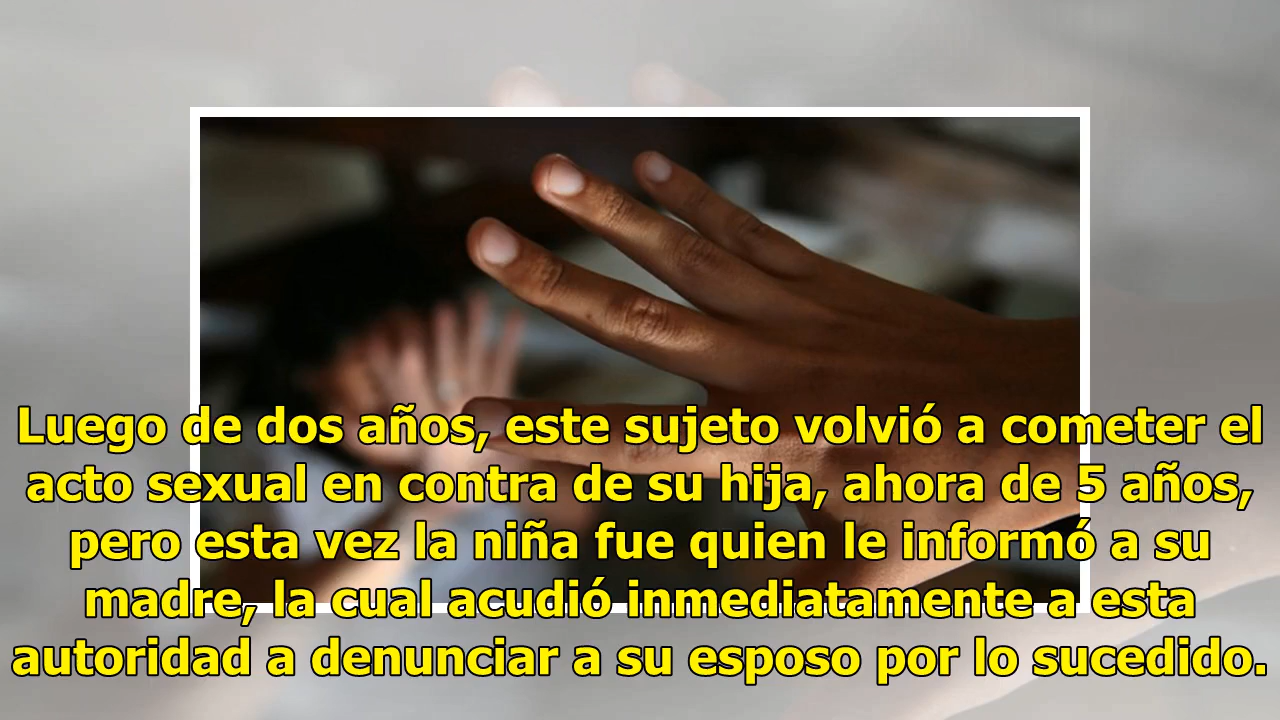 Luego de dos años, este sujeto volvió a cometer el
acto sexual en contra de su hija, ahora de 5 años,
pero esta vez la niña fue quien le informó a su
madre, la cual acudió inmediatamente a esta
autoridad a denunciar a su esposo por lo sucedido.